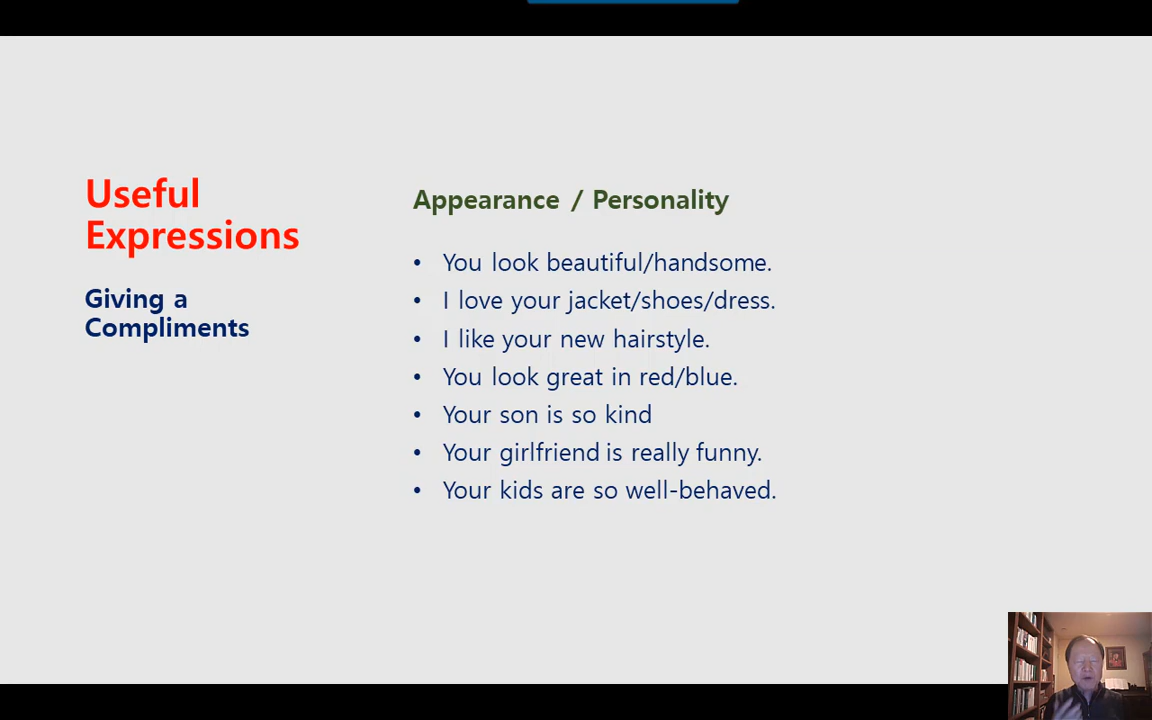 Useful
Expressions
Giving a
Compliments
Appearance / Personality
• You look beautiful/handsome.
• I love your jacket/shoes/dress.
• I like your new hairstyle.
• You look great in red/blue.
• Your son is so kind
• Your girlfriend is really funny.
• Your kids are so well-behaved.